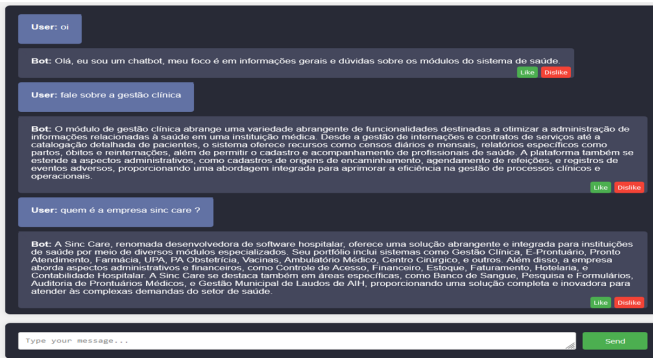 User: oi
Bot: Olá, eu sou um chatbot, meu foco é em informações gerais e dúvidas sobre os módulos do sistema de saúde.
Like Dislike
User: fale sobre a gestão clínica
Bot: O módulo de gestão clínica abrange uma variedade abrangente de funcionalidades destinadas a otimizar a administração de
informações relacionadas à saúde em uma instituição médica. Desde a gestão de internações e contratos de serviços até a
catalogação detalhada de pacientes, o sistema oferece recursos como censos diários e mensais, relatórios específicos como
partos, óbitos e reinternações, além de permitir o cadastro e acompanhamento de profissionais de saúde. A plataforma também se
estende a aspectos administrativos, como cadastros de origens de encaminhamento, agendamento de refeições, e registros de
eventos adversos, proporcionando uma abordagem integrada para aprimorar a eficiência na gestão de processos clínicos e
operacionais.
Like Dislike
User: quem é a empresa sinc care ?
Bot: A Sinc Care, renomada desenvolvedora de software hospitalar, oferece uma solução abrangente e integrada para instituições
de saúde por meio de diversos módulos especializados. Seu portfólio inclui sistemas como Gestão Clínica, E-Prontuário, Pronto
Atendimento, Farmácia, UPA, PA Obstetrícia, Vacinas, Ambulatório Médico, Centro Cirúrgico, e outros. Além disso, a empresa
aborda aspectos administrativos e financeiros, como Controle de Acesso, Financeiro, Estoque, Faturamento, Hotelaria, e
Contabilidade Hospitalar. A Sinc Care se destaca também em áreas específicas, como Banco de Sangue, Pesquisa e Formulários,
Auditoria de Prontuários Médicos, e Gestão Municipal de Laudos de AIH, proporcionando uma solução completa e inovadora para
atender às complexas demandas do setor de saúde.
Like Dislike
Type your message... Send